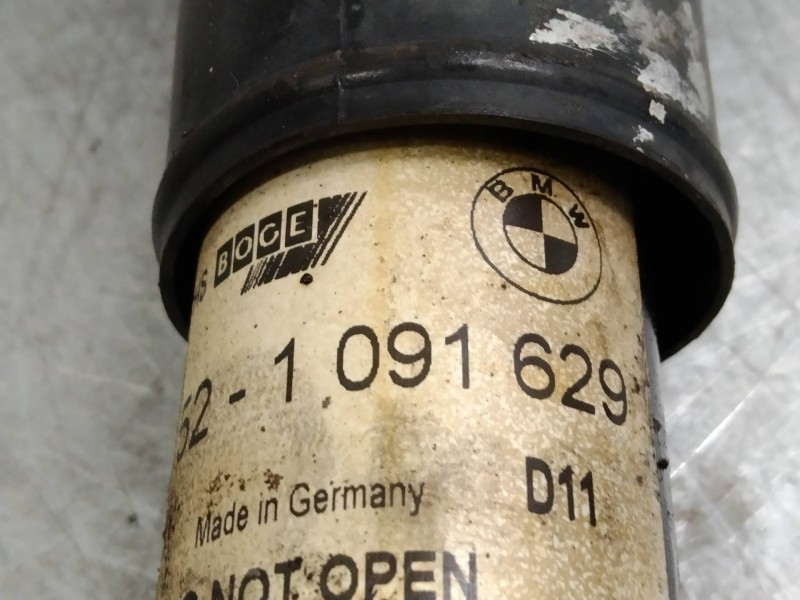 BOGE
BMW
52 - 1 091 629
Made in Germany
D11
NOT OPEN